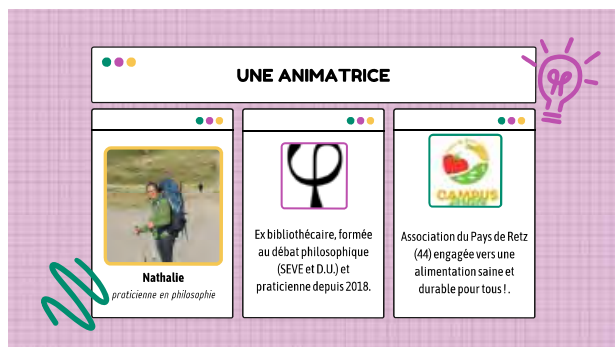 UNE ANIMATRICE
Nathalie
praticienne en philosophie
Ex bibliothécaire, formée
au débat philosophique
(SEVE et D.U.) et
praticienne depuis 2018.
CAMPUS
Association du Pays de Retz
(44) engagée vers une
alimentation saine et
durable pour tous ! .